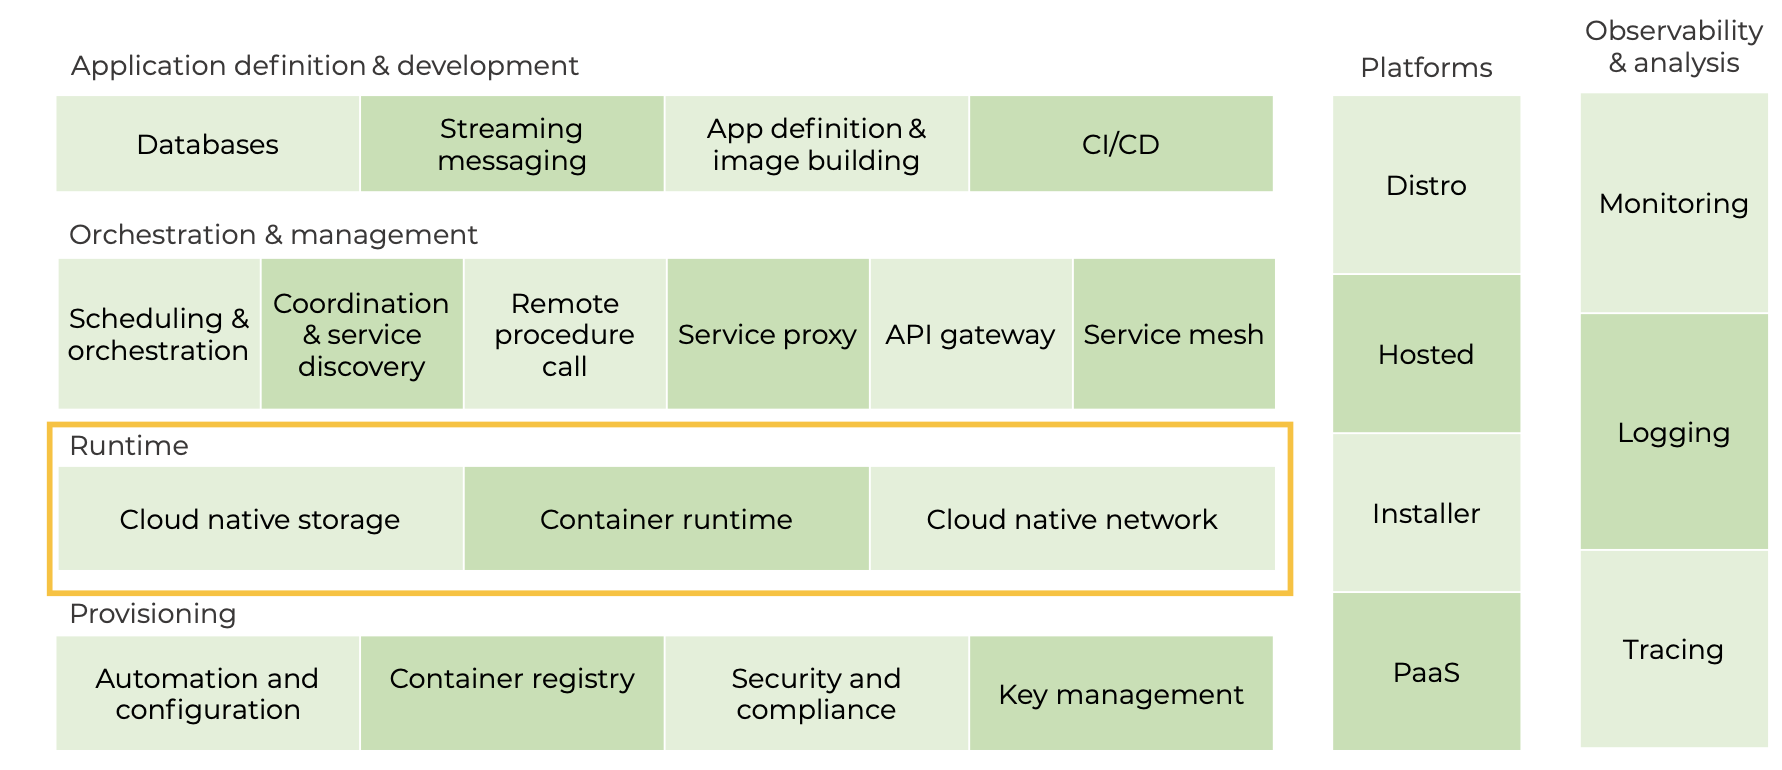 Application definition & development
Databases
Streaming
messaging
App definition &
image building
CI/CD
Orchestration & management
Scheduling &
orchestration
Coordination
& service
discovery
Remote
procedure
call
Service proxy
API gateway
Service mesh
Runtime
Cloud native storage
Container runtime
Cloud native network
Provisioning
Automation and
configuration
Container registry
Security and
compliance
Key management
Platforms
Distro
Hosted
Installer
PaaS
Observability
& analysis
Monitoring
Logging
Tracing